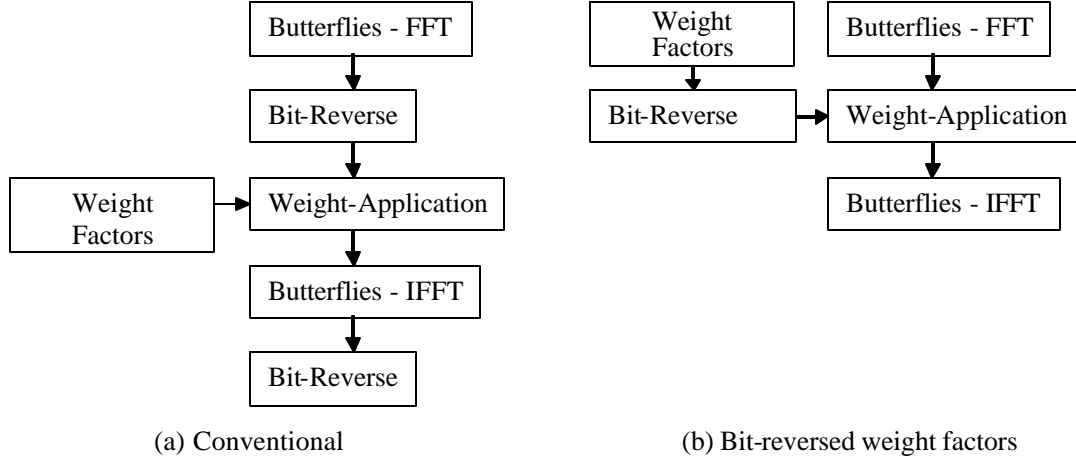 Butterflies - FFT
Bit-Reverse
Weight
Factors
Weight-Application
Butterflies - IFFT
Bit-Reverse
(a) Conventional
Weight
Factors
Butterflies - FFT
Bit-Reverse
Weight-Application
Butterflies - IFFT
(b) Bit-reversed weight factors